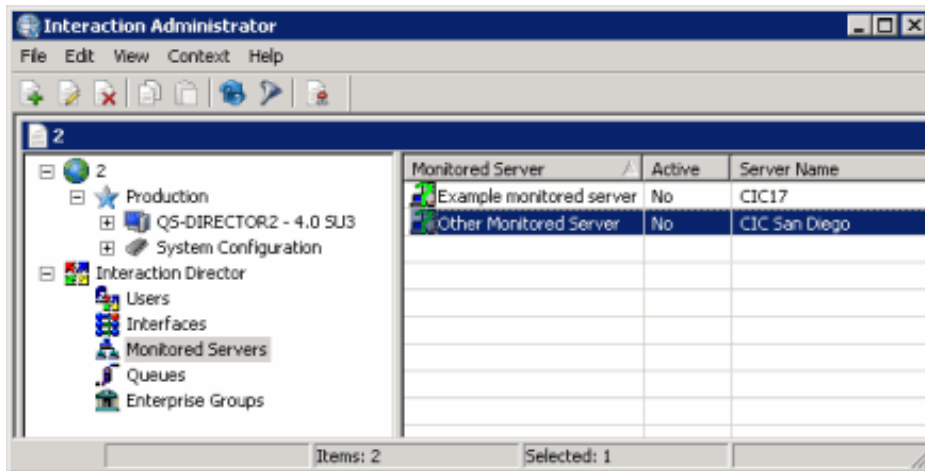 Interaction Administrator
File Edit View Context Help
2
2
Production
QS-DIRECTOR2 - 4.0 SU3
System Configuration
Interaction Director
Users
Interfaces
Monitored Servers
Queues
Enterprise Groups
Monitored Server Active Server Name
Example monitored server No CIC17
Other Monitored Server No CIC San Diego
Items: 2 Selected: 1